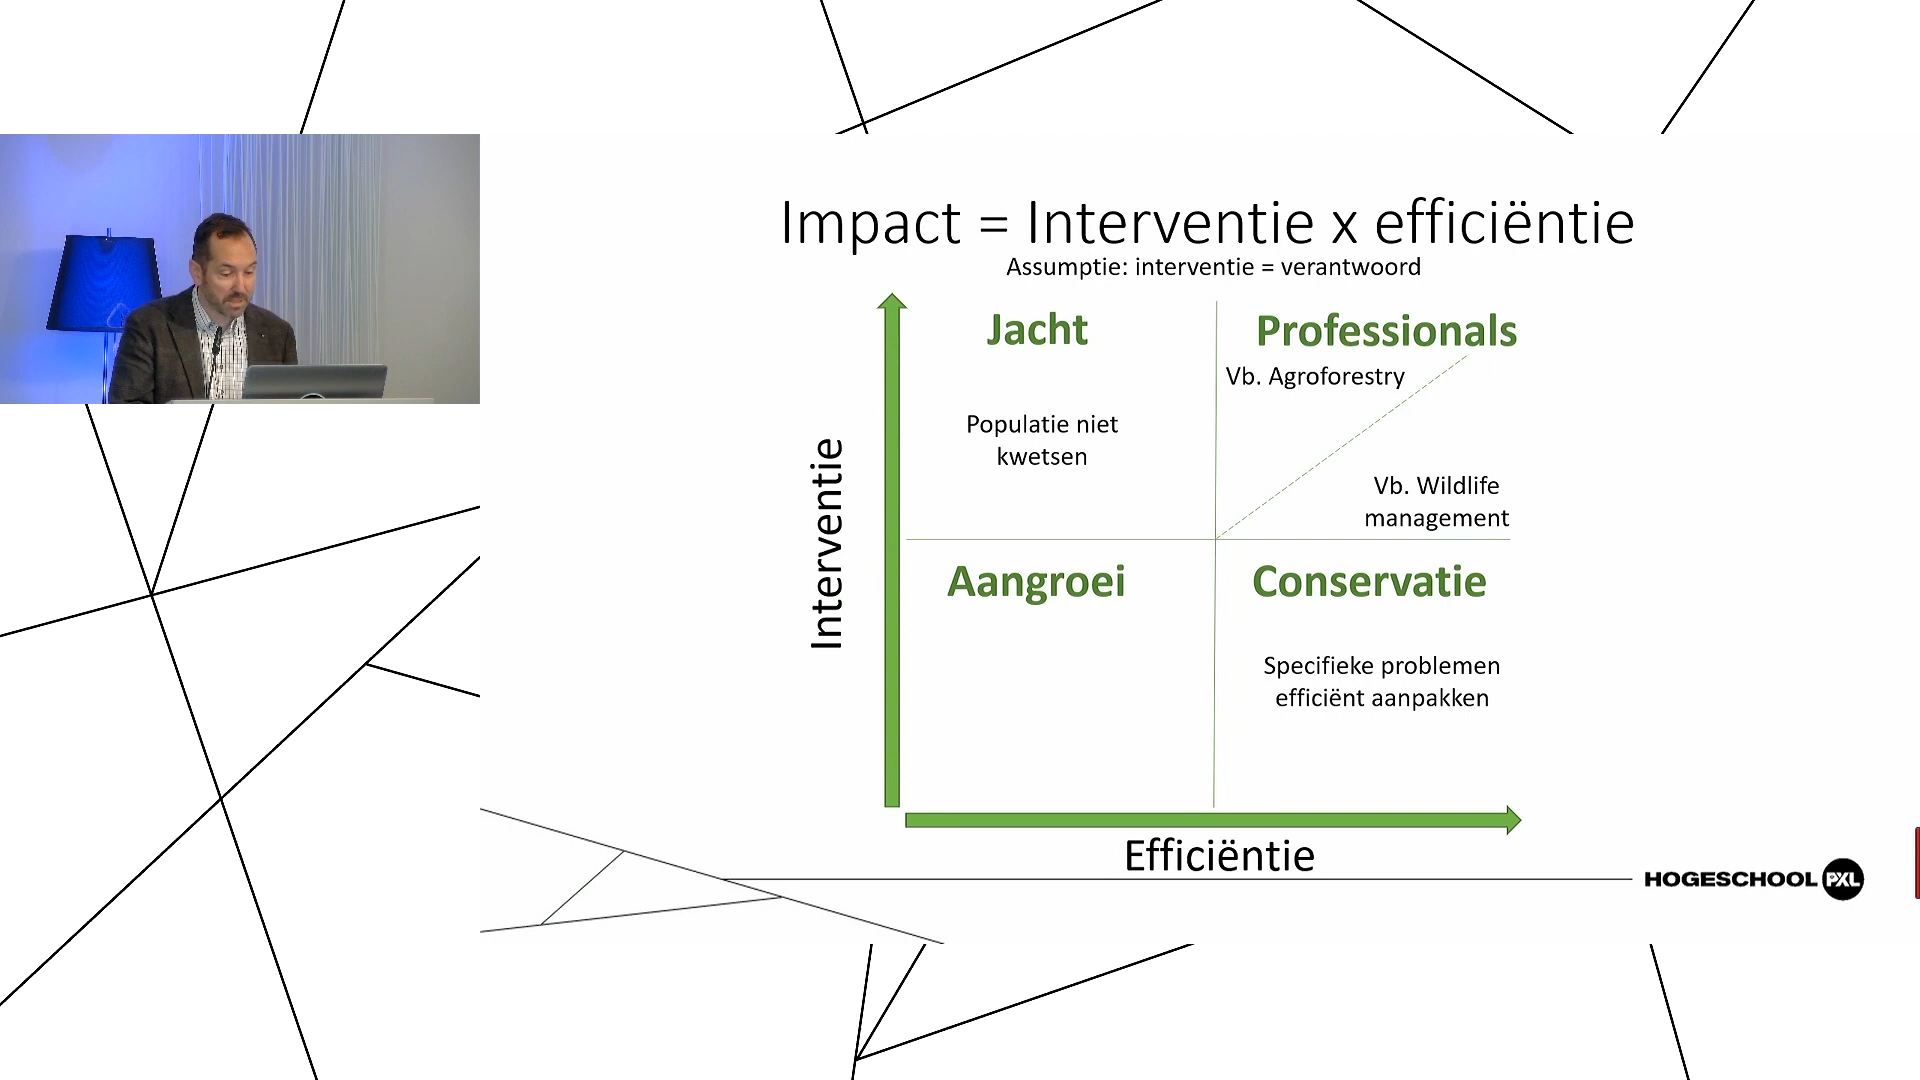 Impact = Interventie x efficiëntie
Assumptie: interventie = verantwoord
Jacht
Professionals
Vb. Agroforestry
Populatie niet
kwetsen
Vb. Wildlife
management
Interventie
Aangroei
Conservatie
Specifieke problemen
efficiënt aanpakken
Efficiëntie
HOGESCHOOL PXL